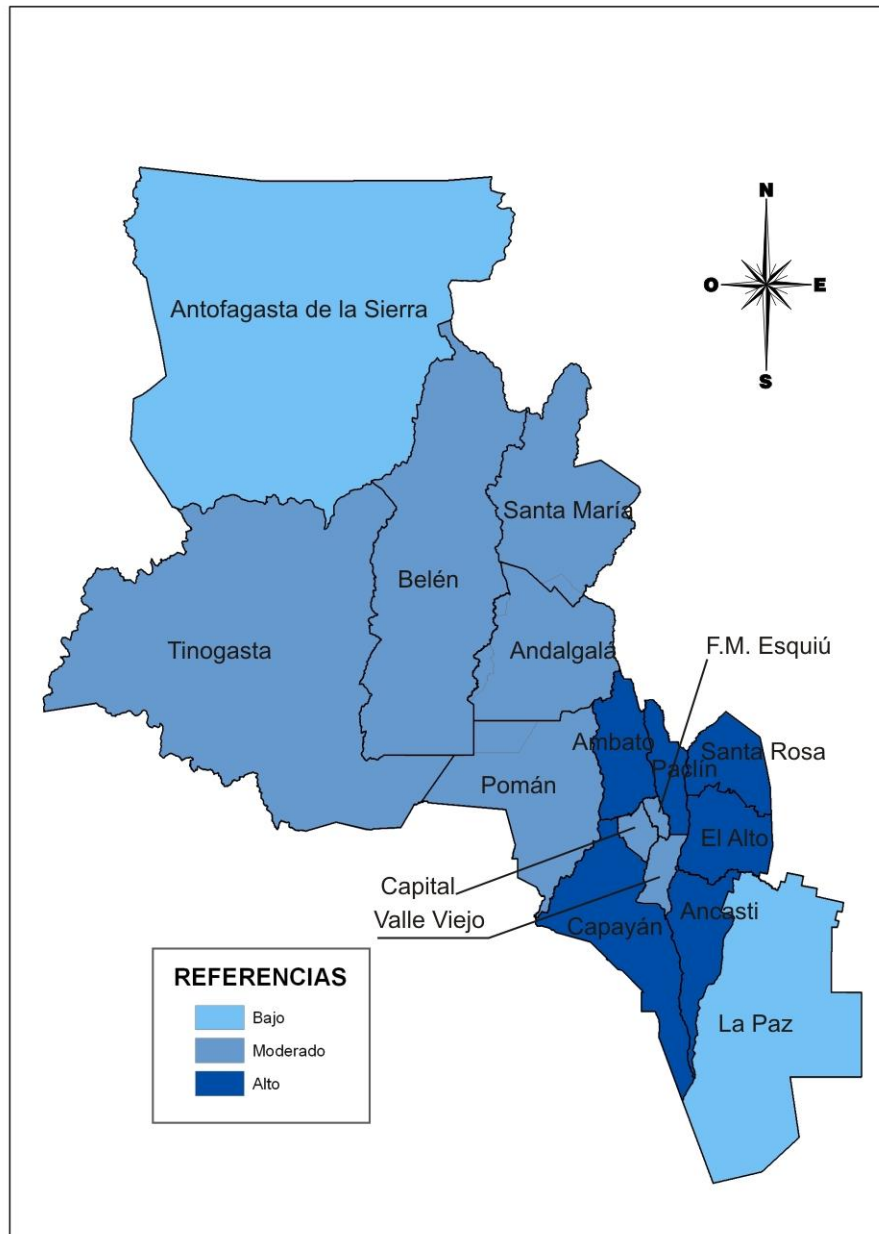 N
O
E
S
Antofagasta de la Sierra
Santa María
Belén
Tinogasta
Andalgalá
F.M. Esquiú
Ambato
Paclín
Santa Rosa
Pomán
El Alto
Capital
Valle Viejo
Capayán
Ancasti
La Paz
REFERENCIAS
Bajo
Moderado
Alto